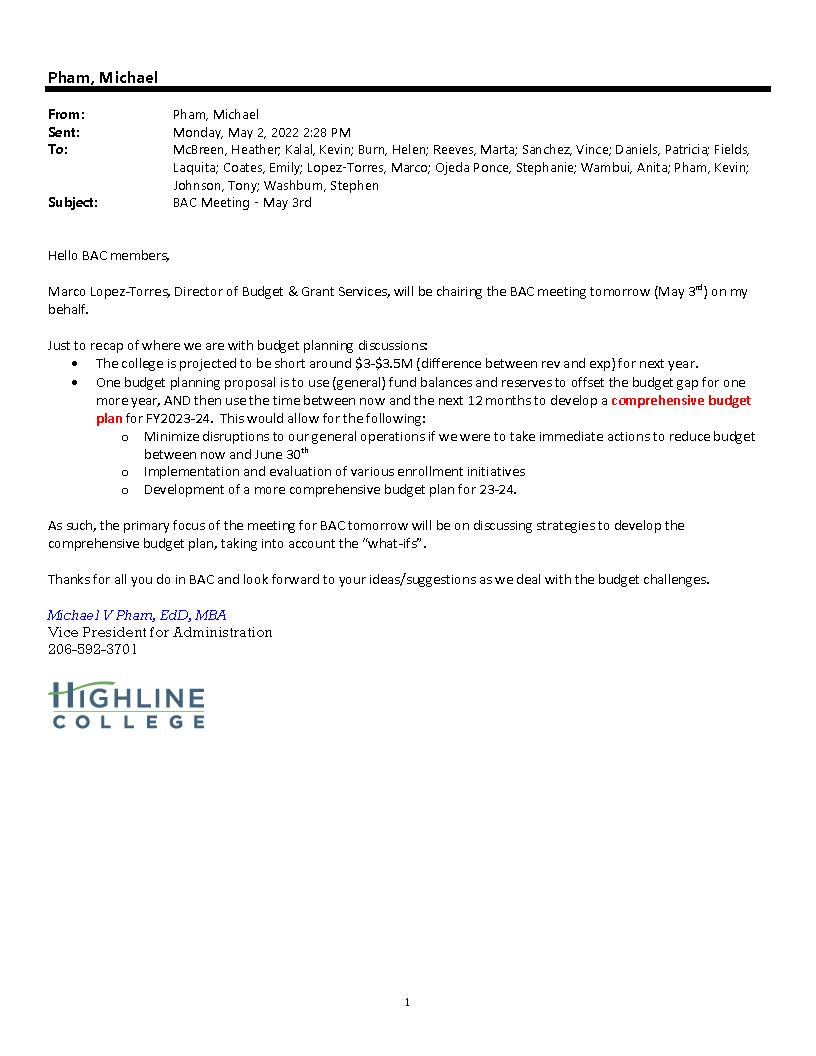 Pham, Michael
From: Pham, Michael
Sent: Monday, May 2, 2022 2:28 PM
To: McBreen, Heather; Kalal, Kevin; Burn, Helen; Reeves, Marta; Sanchez, Vince; Daniels, Patricia; Fields,
Laquita; Coates, Emily; Lopez-Torres, Marco; Ojeda Ponce, Stephanie; Wambui, Anita; Pham, Kevin;
Johnson, Tony; Washburn, Stephen
Subject: BAC Meeting - May 3rd
Hello BAC members,
Marco Lopez-Torres, Director of Budget & Grant Services, will be chairing the BAC meeting tomorrow (May 3rd) on my
behalf.
Just to recap of where we are with budget planning discussions:
• The college is projected to be short around $3-$3.5M (difference between rev and exp) for next year.
• One budget planning proposal is to use (general) fund balances and reserves to offset the budget gap for one
more year, AND then use the time between now and the next 12 months to develop a comprehensive budget
plan for FY2023-24. This would allow for the following:
o Minimize disruptions to our general operations if we were to take immediate actions to reduce budget
between now and June 30th
o Implementation and evaluation of various enrollment initiatives
o Development of a more comprehensive budget plan for 23-24.
As such, the primary focus of the meeting for BAC tomorrow will be on discussing strategies to develop the
comprehensive budget plan, taking into account the “what-ifs”.
Thanks for all you do in BAC and look forward to your ideas/suggestions as we deal with the budget challenges.
Michael V Pham, EdD, MBA
Vice President for Administration
206-592-3701
HIGHLINE
COLLEGE
1